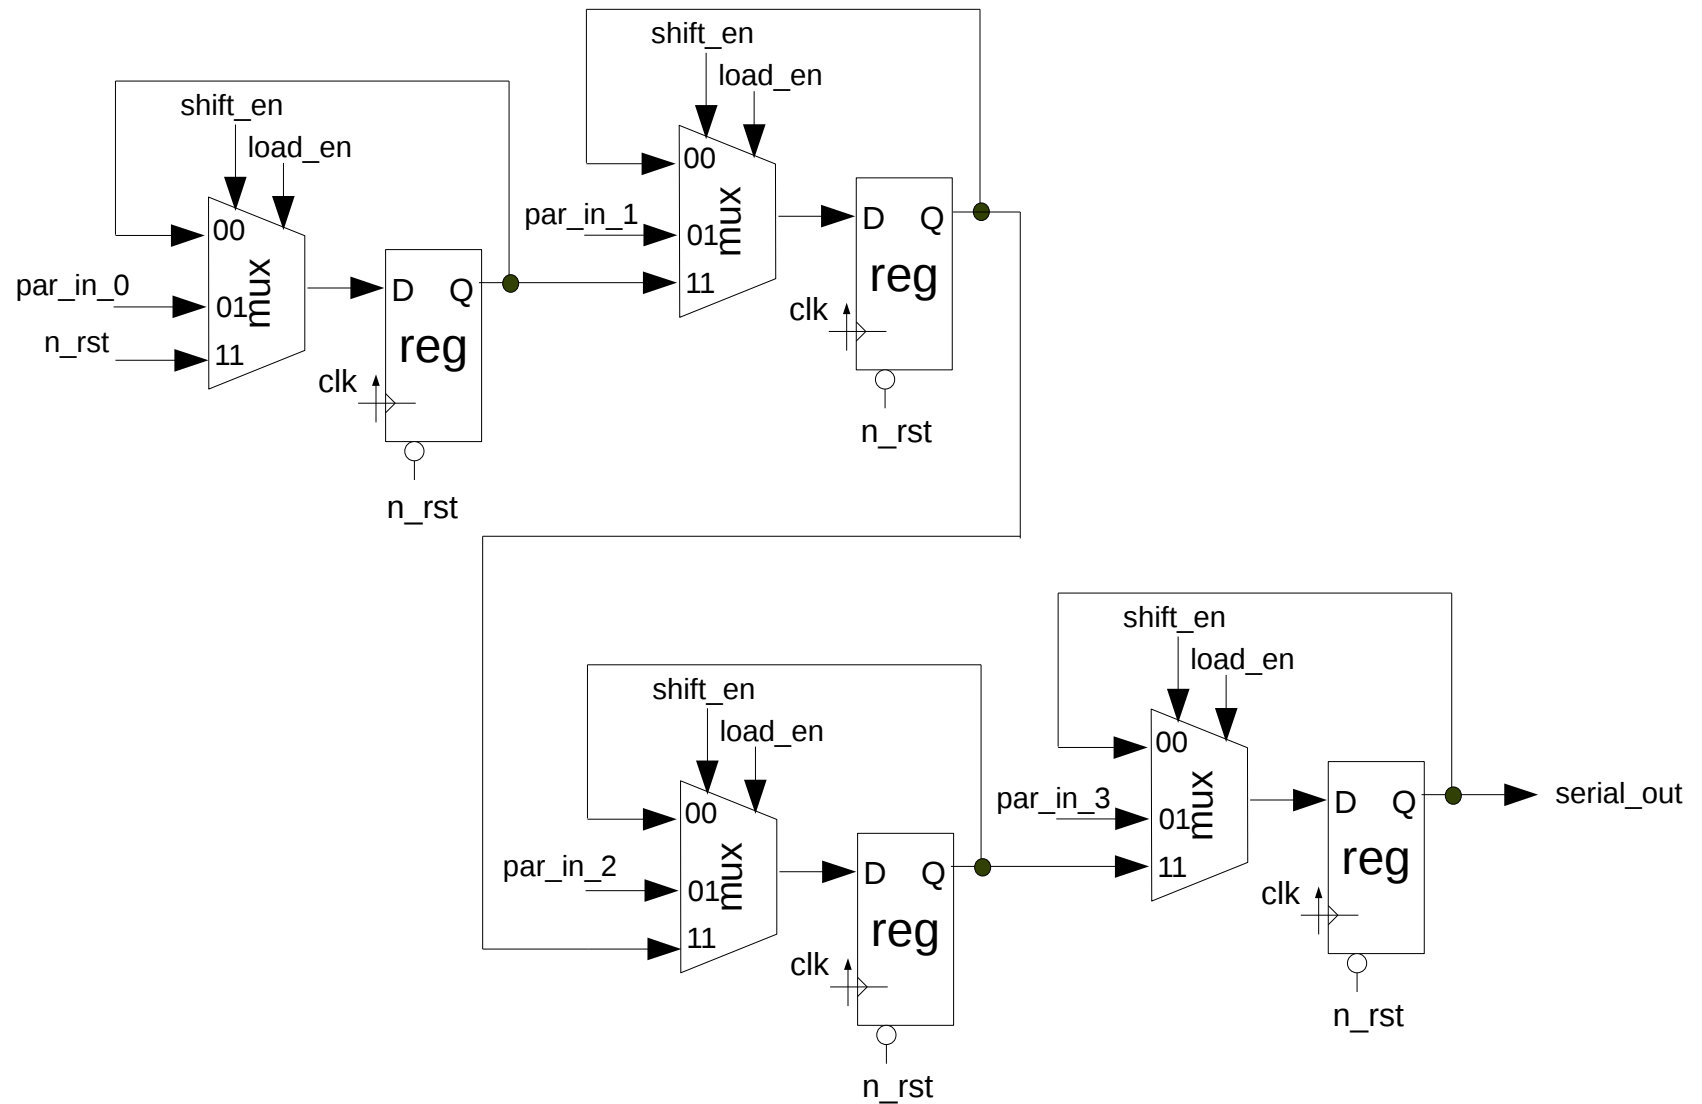 shift_en
load_en
00
par_in_0
01
mux
n_rst
11
D Q
reg
clk
n_rst
shift_en
load_en
00
par_in_1
01
mux
11
D Q
reg
clk
n_rst
shift_en
load_en
00
par_in_2
01
mux
11
D Q
reg
clk
n_rst
shift_en
load_en
00
par_in_3
01
mux
11
D Q
reg
clk
n_rst
serial_out